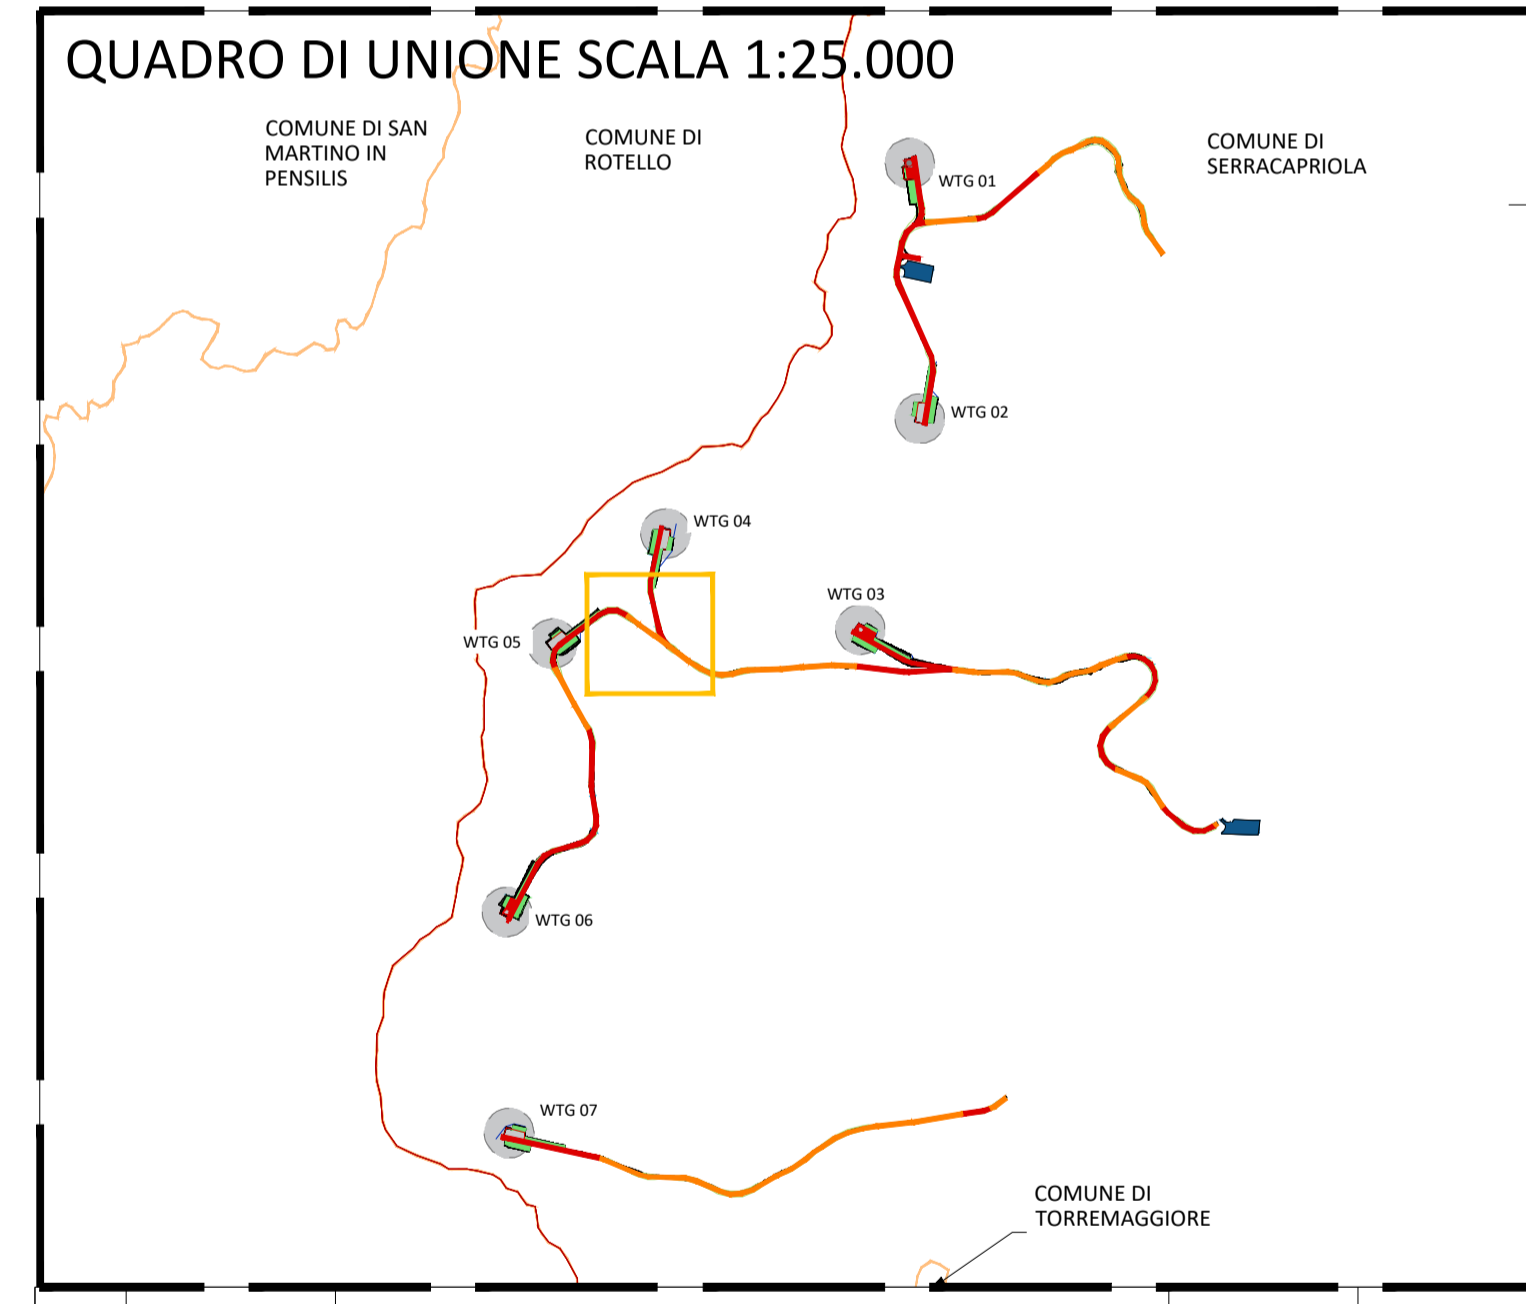 QUADRO DI UNIONE SCALA 1:25.000
COMUNE DI SAN
MARTINO IN
PENSILIS
COMUNE DI
ROTELLO
COMUNE DI
SERRACAPRIOLA
WTG 01
WTG 02
WTG 04
WTG 03
WTG 05
WTG 06
WTG 07
COMUNE DI
TORREMAGGIORE